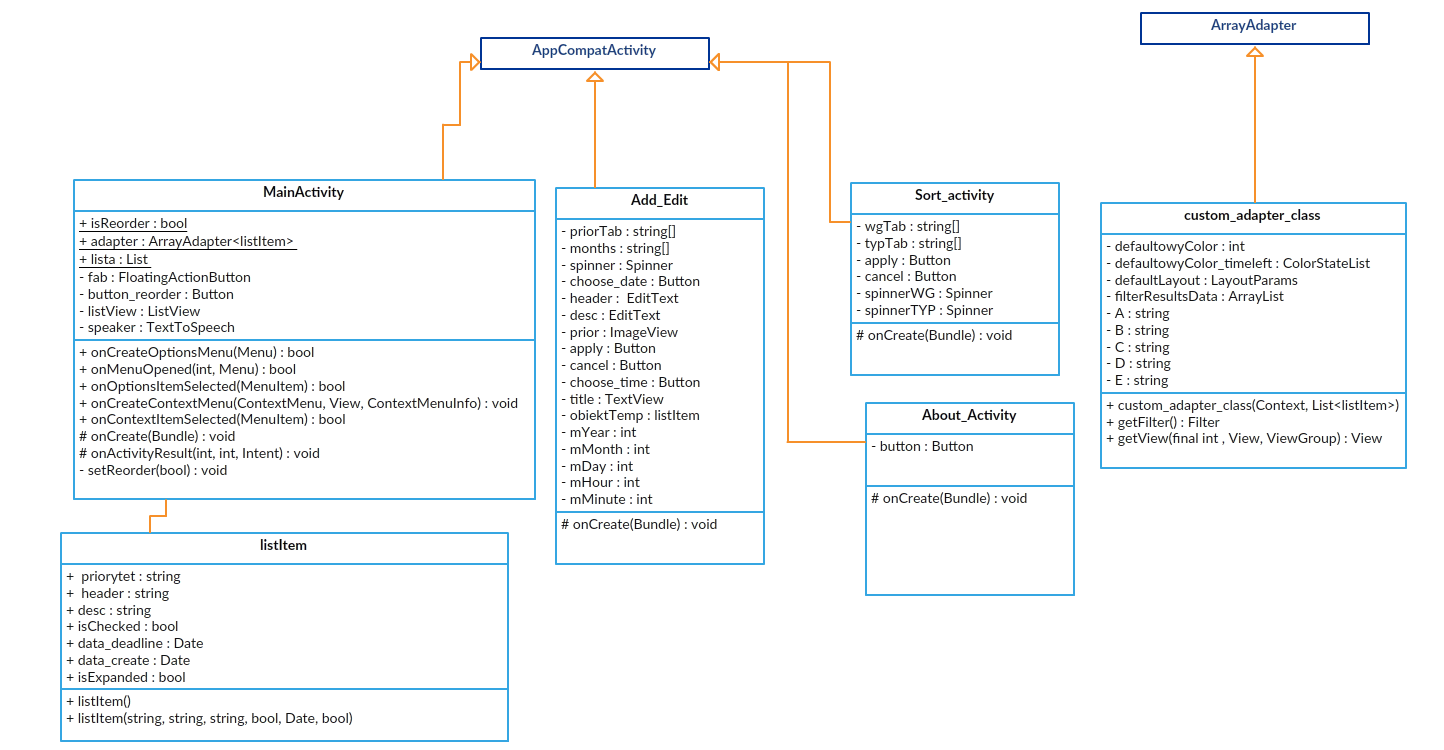 AppCompatActivity
ArrayAdapter
MainActivity
+ isReorder : bool
+ adapter : ArrayAdapter<listItem>
+ lista : List
- fab : FloatingActionButton
- button_reorder : Button
- listView : ListView
- speaker : TextToSpeech
+ onCreateOptionsMenu(Menu) : bool
+ onMenuOpened(int, Menu) : bool
+ onOptionsItemSelected(MenuItem) : bool
+ onCreateContextMenu(ContextMenu, View, ContextMenuInfo) : void
+ onContextItemSelected(MenuItem) : bool
# onCreate(Bundle) : void
# onActivityResult(int, int, Intent) : void
- setReorder(bool) : void
Add_Edit
- priorTab : string[]
- months : string[]
- spinner : Spinner
- choose_date : Button
- header :  EditText
- desc : EditText
- prior : ImageView
- apply : Button
- cancel : Button
- choose_time : Button
- title : TextView
- obiektTemp : listItem
- mYear : int
- mMonth : int
- mDay : int
- mHour : int
- mMinute : int
# onCreate(Bundle) : void
Sort_activity
- wgTab : string[]
- typTab : string[]
- apply : Button
- cancel : Button
- spinnerWG : Spinner
- spinnerTYP : Spinner
# onCreate(Bundle) : void
custom_adapter_class
- defaultowyColor : int
- defaultowyColor_timeleft : ColorStateList
- defaultLayout : LayoutParams
- filterResultsData : ArrayList
- A : string
- B : string
- C : string
- D : string
- E : string
+ custom_adapter_class(Context, List<listItem>)
+ getFilter() : Filter
+ getView(final int , View, ViewGroup) : View
About_Activity
- button : Button
# onCreate(Bundle) : void
listItem
+  priorytet : string
+  header : string
+ desc : string
+ isChecked : bool
+ data_deadline : Date
+ data_create : Date
+ isExpanded : bool
+ listItem()
+ listItem(string, string, string, bool, Date, bool)